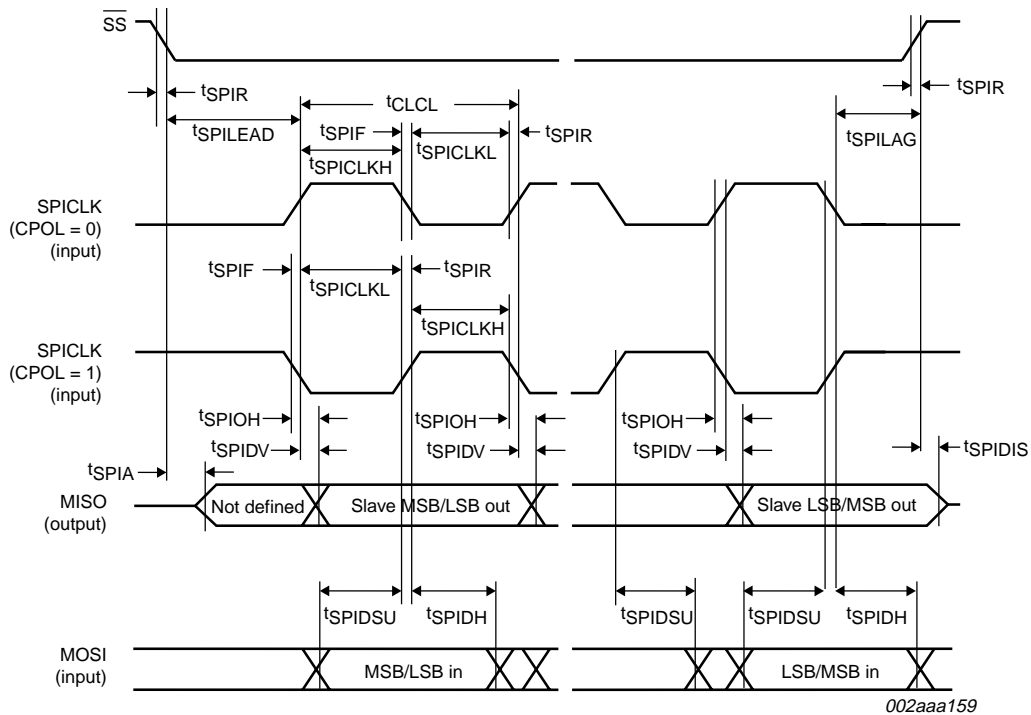 SS
tSPIR
tSPIR
tCLCL
tSPILEAD
tSPIF
tSPICLKL
tSPIR
tSPILAG
tSPICLKH
SPICLK
(CPOL = 0)
(input)
tSPIF
tSPICLKL
tSPIR
tSPICLKH
SPICLK
(CPOL = 1)
(input)
tSPIOH
tSPIOH
tSPIOH
tSPIDV
tSPIDV
tSPIDV
tSPIDIS
tSPIA
MISO
(output)
Not defined
Slave MSB/LSB out
Slave LSB/MSB out
tSPIDSU
tSPIDH
tSPIDSU
tSPIDSU
tSPIDH
MOSI
(input)
MSB/LSB in
LSB/MSB in
002aaa159